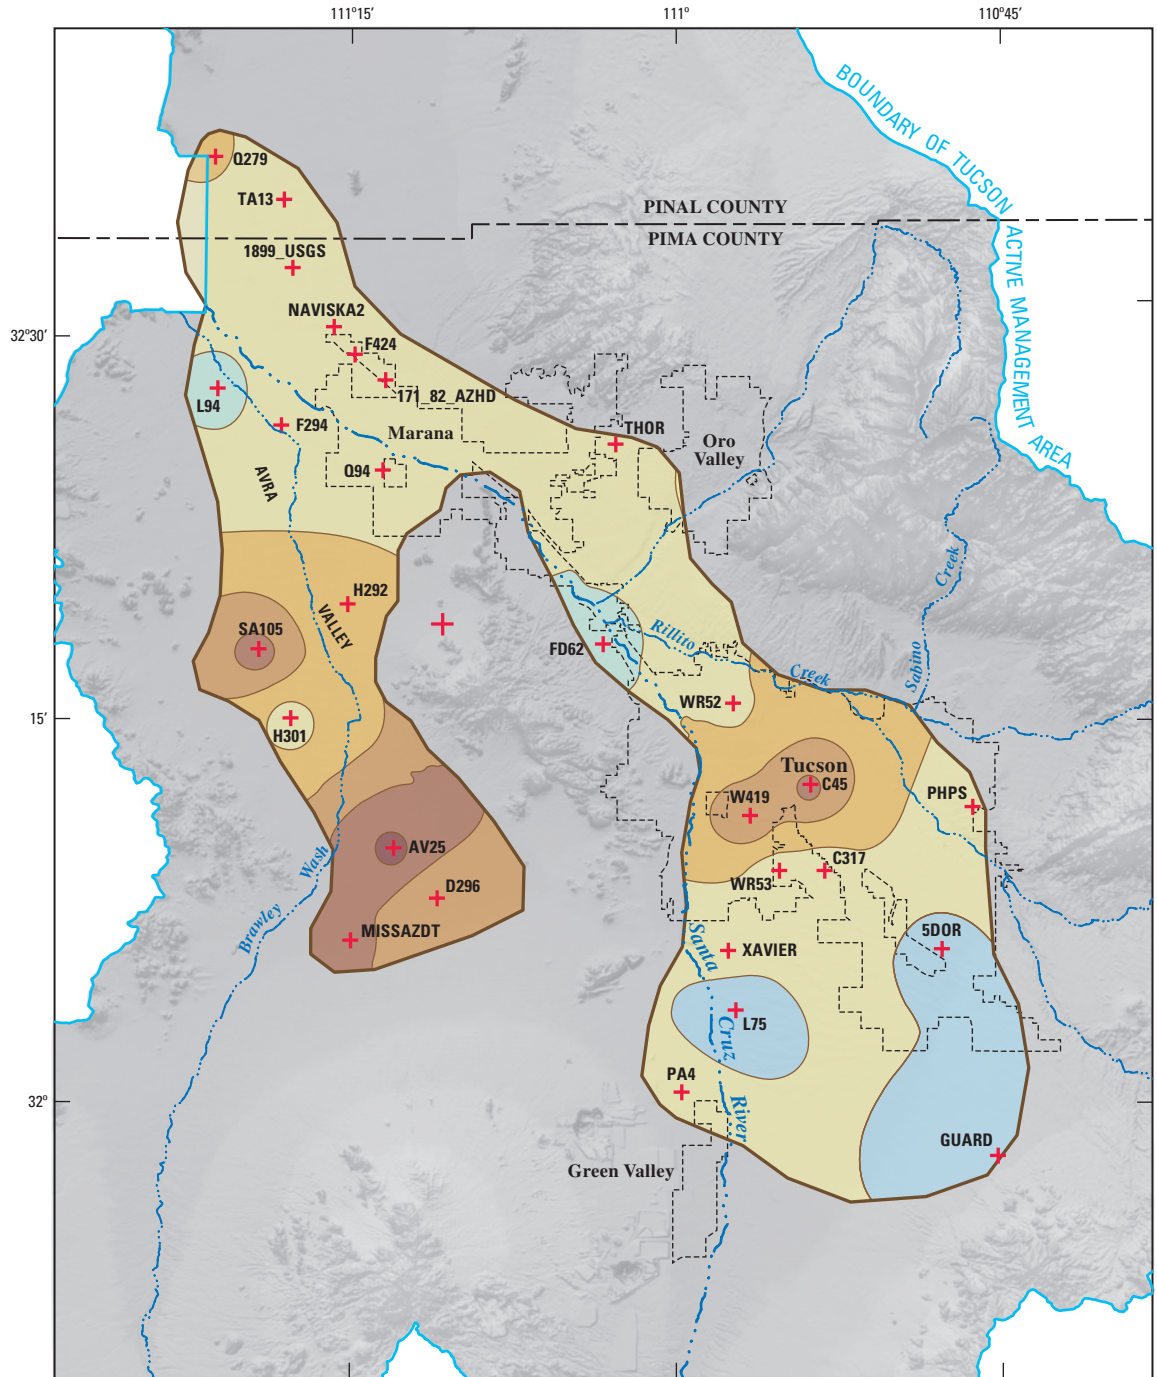 111°15′
111°
110°45′
BOUNDARY OF TUCSON
ACTIVE MANAGEMENT
AREA
Q279
TA13
PINAL COUNTY
PIMA COUNTY
1899_USGS
NAVISKA2
32°30′
F424
171_82_AZHD
L94
F294
Marana
THOR
Oro
Valley
Q94
AVRA
VALLEY
H292
SA105
FD62
Rillito
Creek
Sabino
Creek
WR52
15′
H301
Tucson
C45
W419
PHPS
AV25
WR53
C317
Wash
Brawley
D296
MISSAZDT
XAVIER
5DOR
Santa
Cruz
River
L75
PA4
32°
GUARD
Green Valley